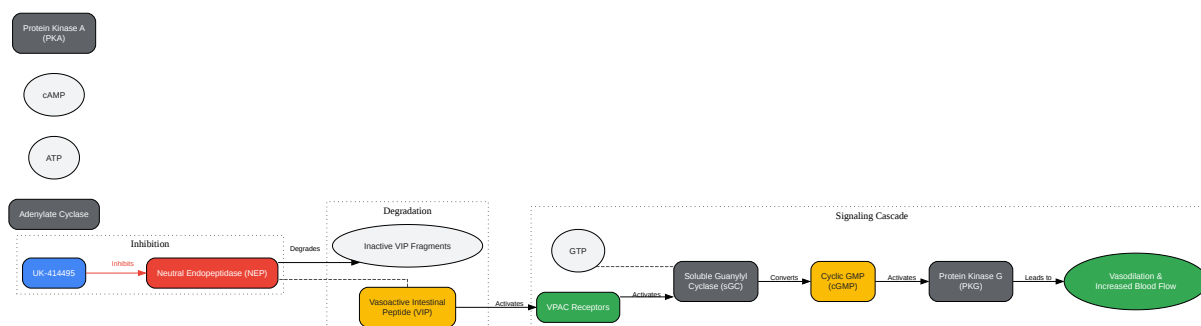 Protein Kinase A
(PKA)
cAMP
ATP
Adenylate Cyclase
Inhibition
UK-414495
Inhibits
Neutral Endopeptidase (NEP)
Degrades
Degradation
Inactive VIP Fragments
Vasoactive Intestinal
Peptide (VIP)
Activates
Signaling Cascade
GTP
VPAC Receptors
Activates
Soluble Guanylyl
Cyclase (sGC)
Converts
Cyclic GMP
(cGMP)
Activates
Protein Kinase G
(PKG)
Leads to
Vasodilation &
Increased Blood Flow